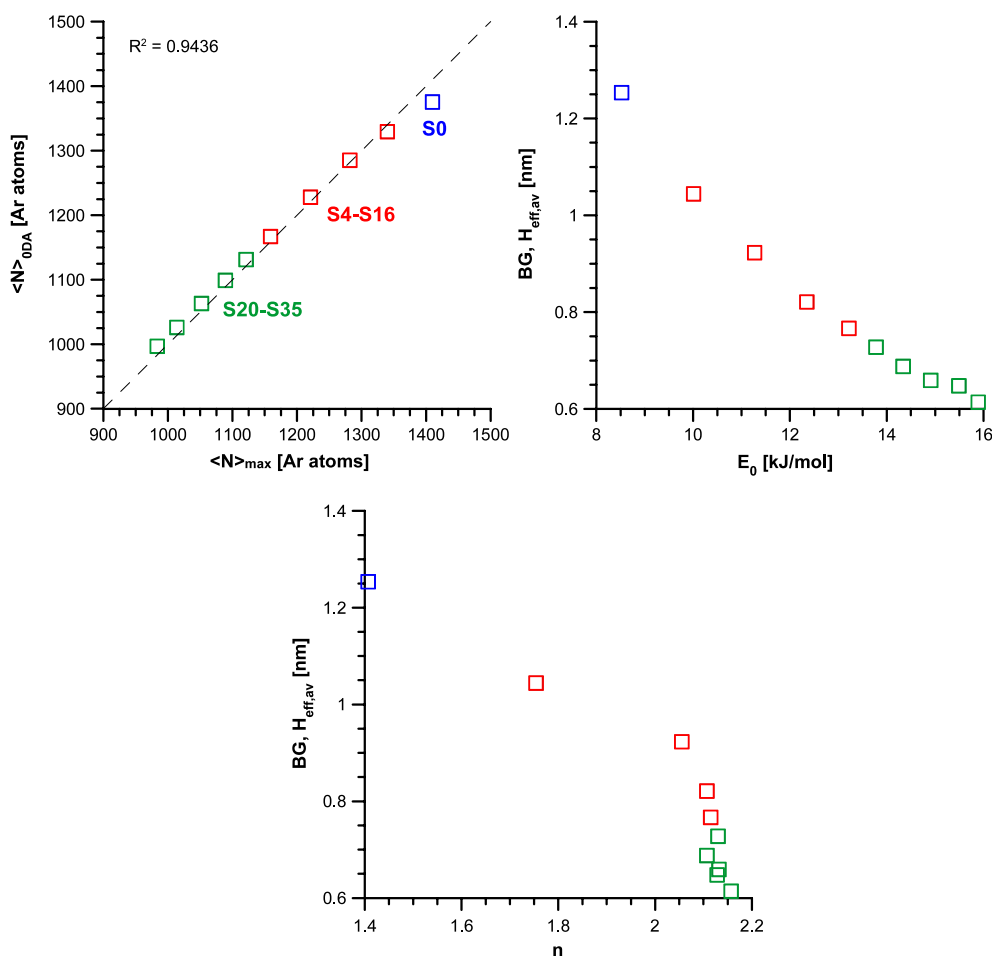 1500
1400
1300
1200
1100
1000
900
<N>0DA [Ar atoms]
R² = 0.9436
S0
S4-S16
S20-S35
900 1000 1100 1200 1300 1400 1500
<N>max [Ar atoms]
1.4
1.2
1
0.8
0.6
BG, Heff,av [nm]
8 10 12 14 16
E0 [kJ/mol]
1.4
1.2
1
0.8
0.6
BG, Heff,av [nm]
1.4 1.6 1.8 2 2.2
n